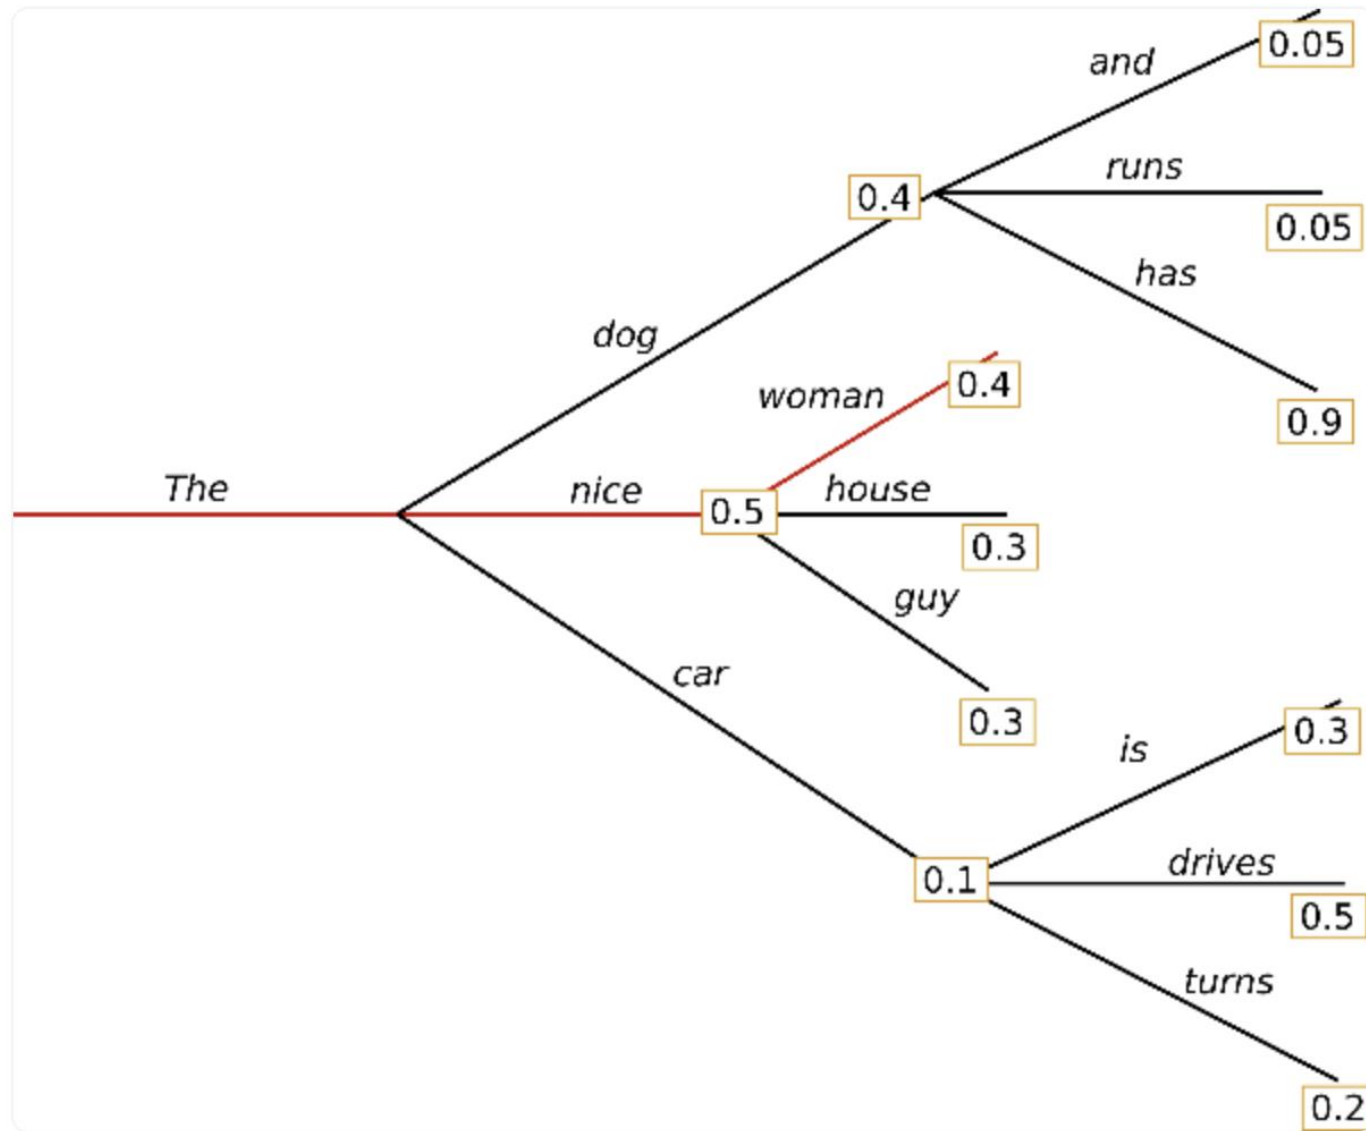 0.05
and
runs
0.4
0.05
has
dog
0.4
woman
0.9
The
nice
0.5
house
0.3
guy
car
0.3
is
0.3
drives
0.1
0.5
turns
0.2